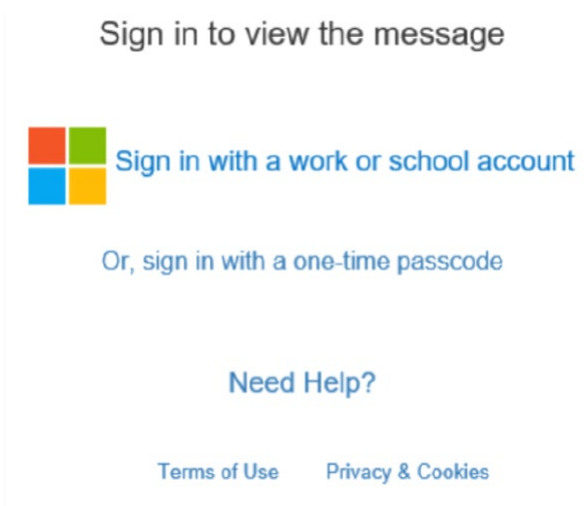 Sign in to view the message
Sign in with a work or school account
Or, sign in with a one-time passcode
Need Help?
Terms of Use Privacy & Cookies